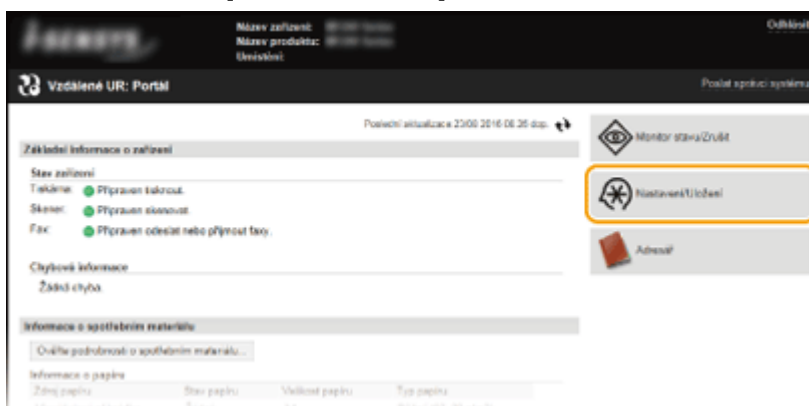 Název zařízení:
Název produktu:
Umístění:
Odhlásit
Vzdálené UR: Portál
Poslat správci systému
Poslední aktualizace 23/08 2016 08:26 dop.
Základní informace o zařízení
Stav zařízení
Tiskárna: Připraven tisknout.
Skener: Připraven skenovat.
Fax: Připraven odeslat nebo přijmout faxy.
Chybová informace
Žádná chyba.
Informace o spotřebním materiálu
Ověřte podrobnosti o spotřebním materiálu...
Informace o papíru
Zdroj papíru Stav papíru Velikost papíru Typ papíru
Monitor stavu/Zrušit
Nastavení/Uložení
Adresář